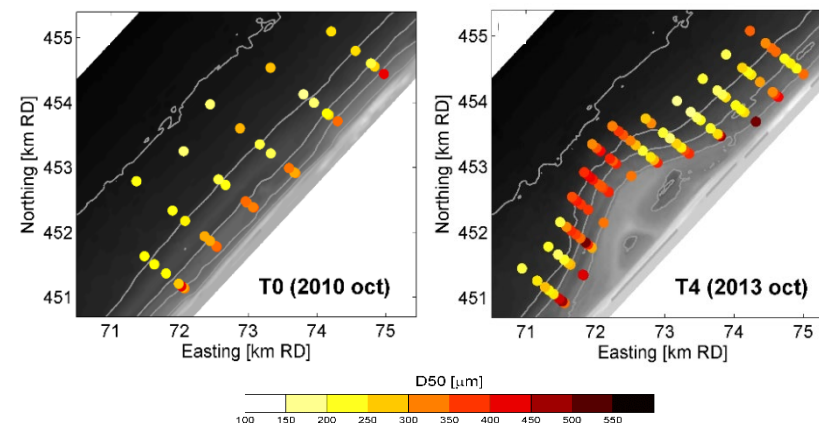 455
454
453
452
451
Northing [km RD]
T0 (2010 oct)
71 72 73 74 75
Easting [km RD]
455
454
453
452
451
Northing [km RD]
T4 (2013 oct)
71 72 73 74 75
Easting [km RD]
D50 [μm]
100 150 200 250 300 350 400 450 500 550